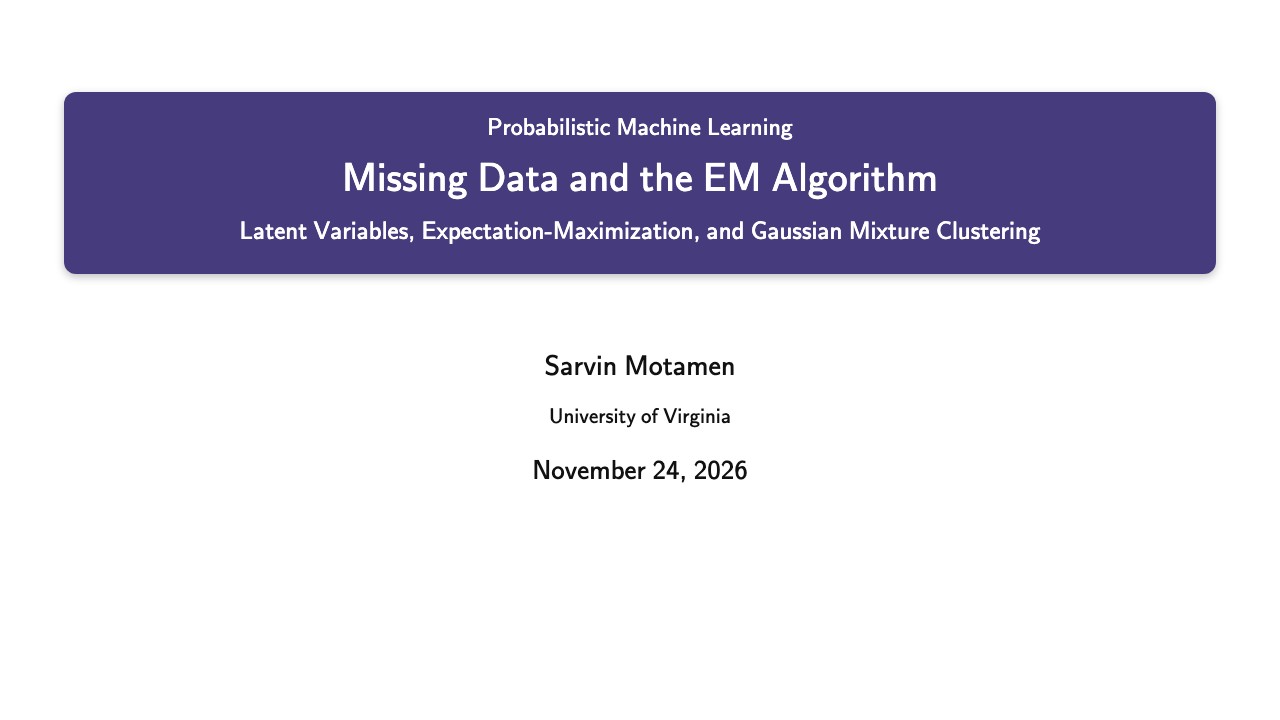 Probabilistic Machine Learning
Missing Data and the EM Algorithm
Latent Variables, Expectation-Maximization, and Gaussian Mixture Clustering
Sarvin Motamen
University of Virginia
November 24, 2026